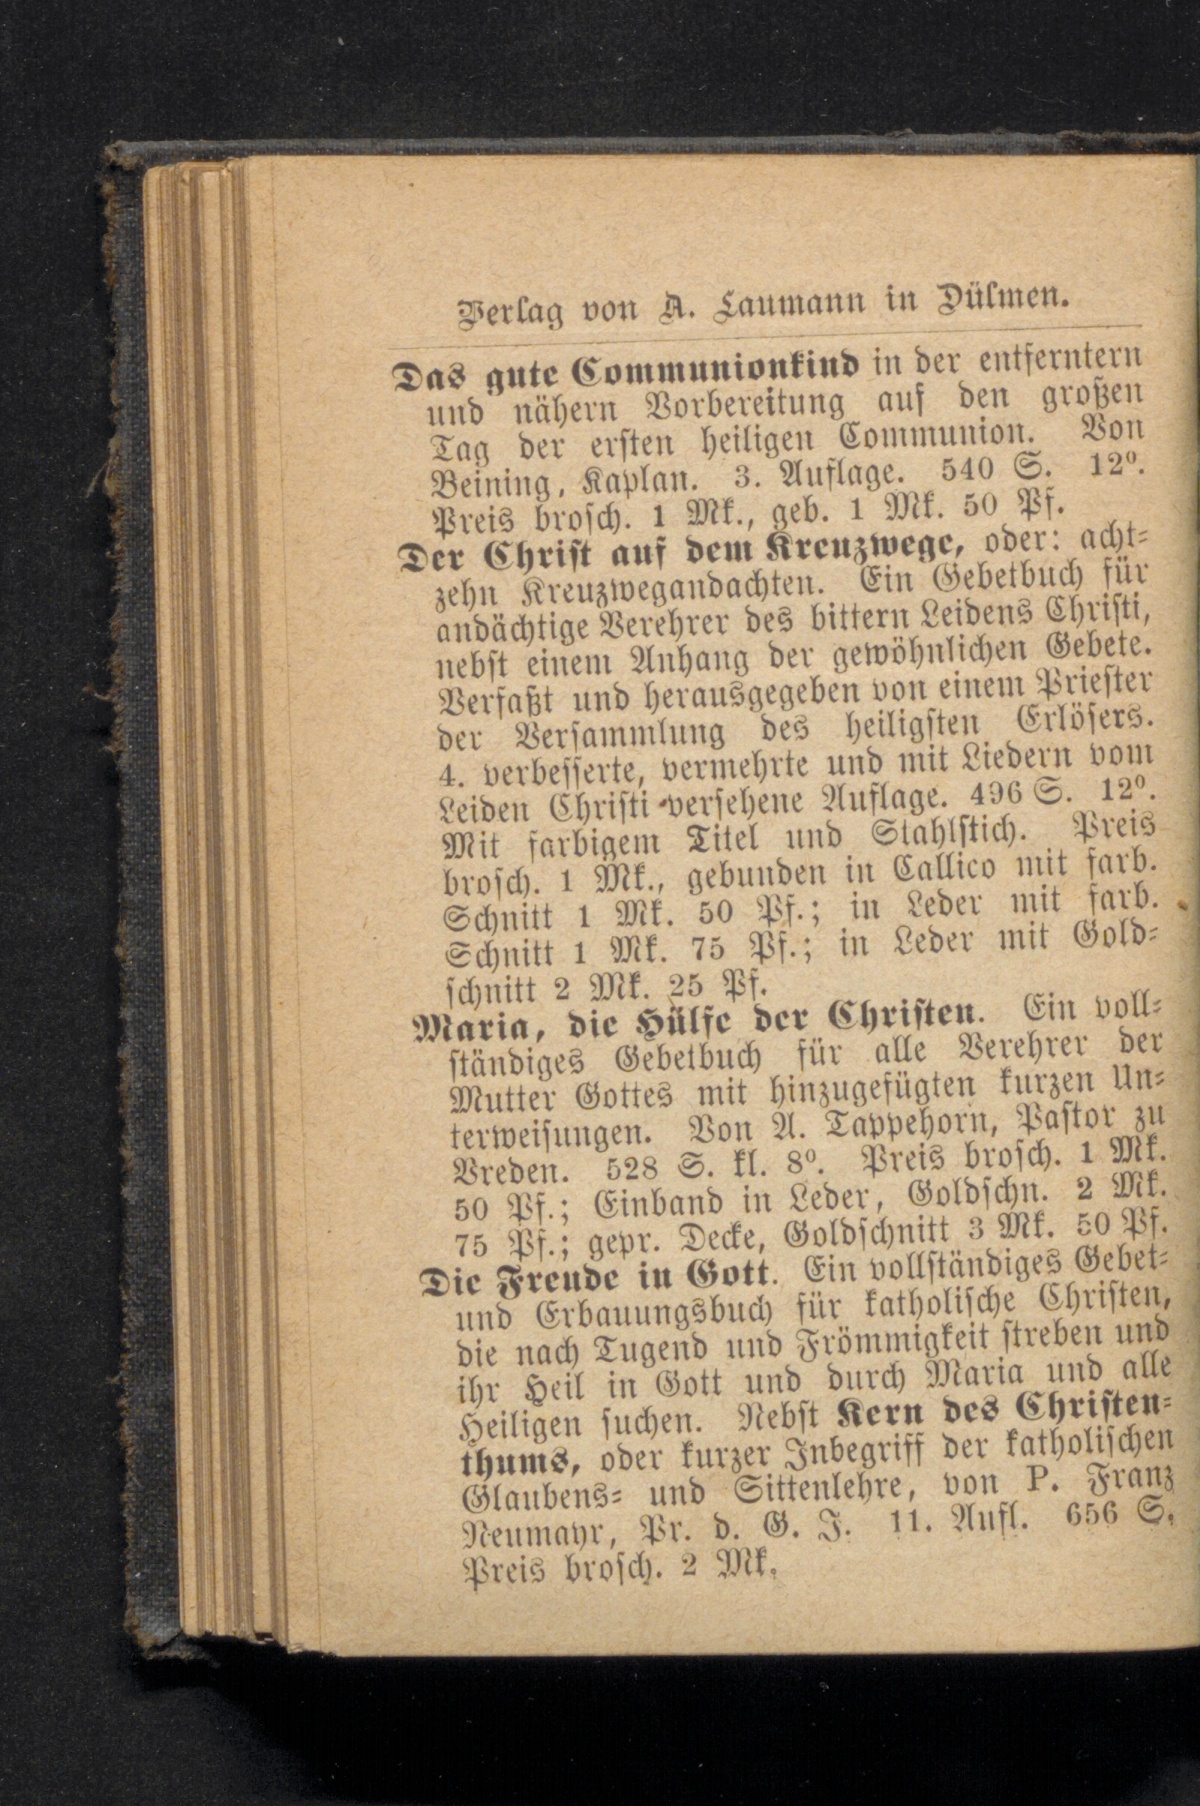 Verlag von A. Laumann in Dülmen.
Das gute Communionkind in der entferntern
und nähern Vorbereitung auf den großen
Tag der ersten heiligen Communion. Von
Beining, Kaplan. 3. Auflage. 540 S. 12⁰.
Preis brosch. 1 Mk., geb. 1 Mk. 50 Pf.
Der Christ auf dem Kreuzwege, oder: acht-
zehn Kreuzwegandachten. Ein Gebetbuch für
andächtige Verehrer des bittern Leidens Christi,
nebst einem Anhang der gewöhnlichen Gebete.
Verfaßt und herausgegeben von einem Priester
der Versammlung des heiligsten Erlösers.
4. verbesserte, vermehrte und mit Liedern vom
Leiden Christi versehene Auflage. 496 S. 12⁰.
Mit farbigem Titel und Stahlstich. Preis
brosch. 1 Mk., gebunden in Callico mit farb.
Schnitt 1 Mk. 50 Pf.; in Leder mit farb.
Schnitt 1 Mk. 75 Pf.; in Leder mit Gold-
schnitt 2 Mk. 25 Pf.
Maria, die Hülfe der Christen. Ein voll-
ständiges Gebetbuch für alle Verehrer der
Mutter Gottes mit hinzugefügten kurzen Un-
terweisungen. Von A. Tappehorn, Pastor zu
Vreden. 528 S. kl. 8⁰. Preis brosch. 1 Mk.
50 Pf.; Einband in Leder, Goldschn. 2 Mk.
75 Pf.; gepr. Decke, Goldschnitt 3 Mk. 50 Pf.
Die Freude in Gott. Ein vollständiges Gebet-
und Erbauungsbuch für katholische Christen,
die nach Tugend und Frömmigkeit streben und
ihr Heil in Gott und durch Maria und alle
Heiligen suchen. Nebst Kern des Christen-
thums, oder kurzer Inbegriff der katholischen
Glaubens- und Sittenlehre, von P. Franz
Neumayr, Pr. d. G. J. 11. Aufl. 656 S.
Preis brosch. 2 Mk.